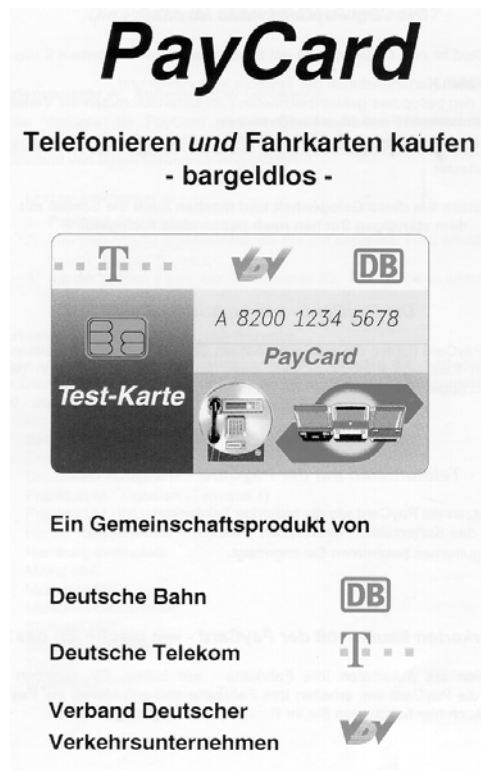 PayCard
Telefonieren und Fahrkarten kaufen
- bargeldlos -
T
VDV
DB
A 8200 1234 5678
PayCard
Test-Karte
Ein Gemeinschaftsprodukt von
Deutsche Bahn
DB
Deutsche Telekom
T
Verband Deutscher
Verkehrsunternehmen
VDV